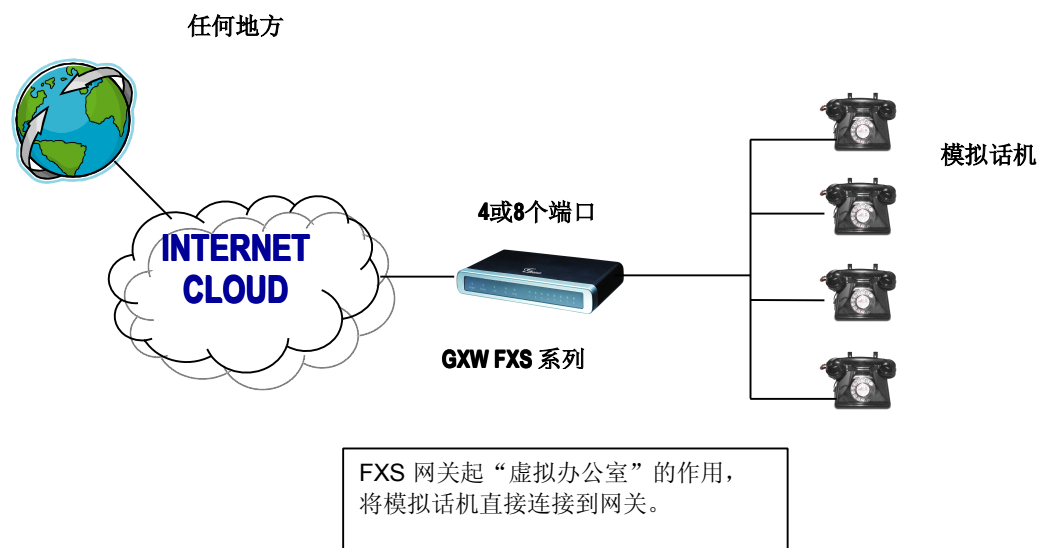 任何地方
模拟话机
4或8个端口
INTERNET
CLOUD
GXW FXS 系列
FXS 网关起“虚拟办公室”的作用，
将模拟话机直接连接到网关。